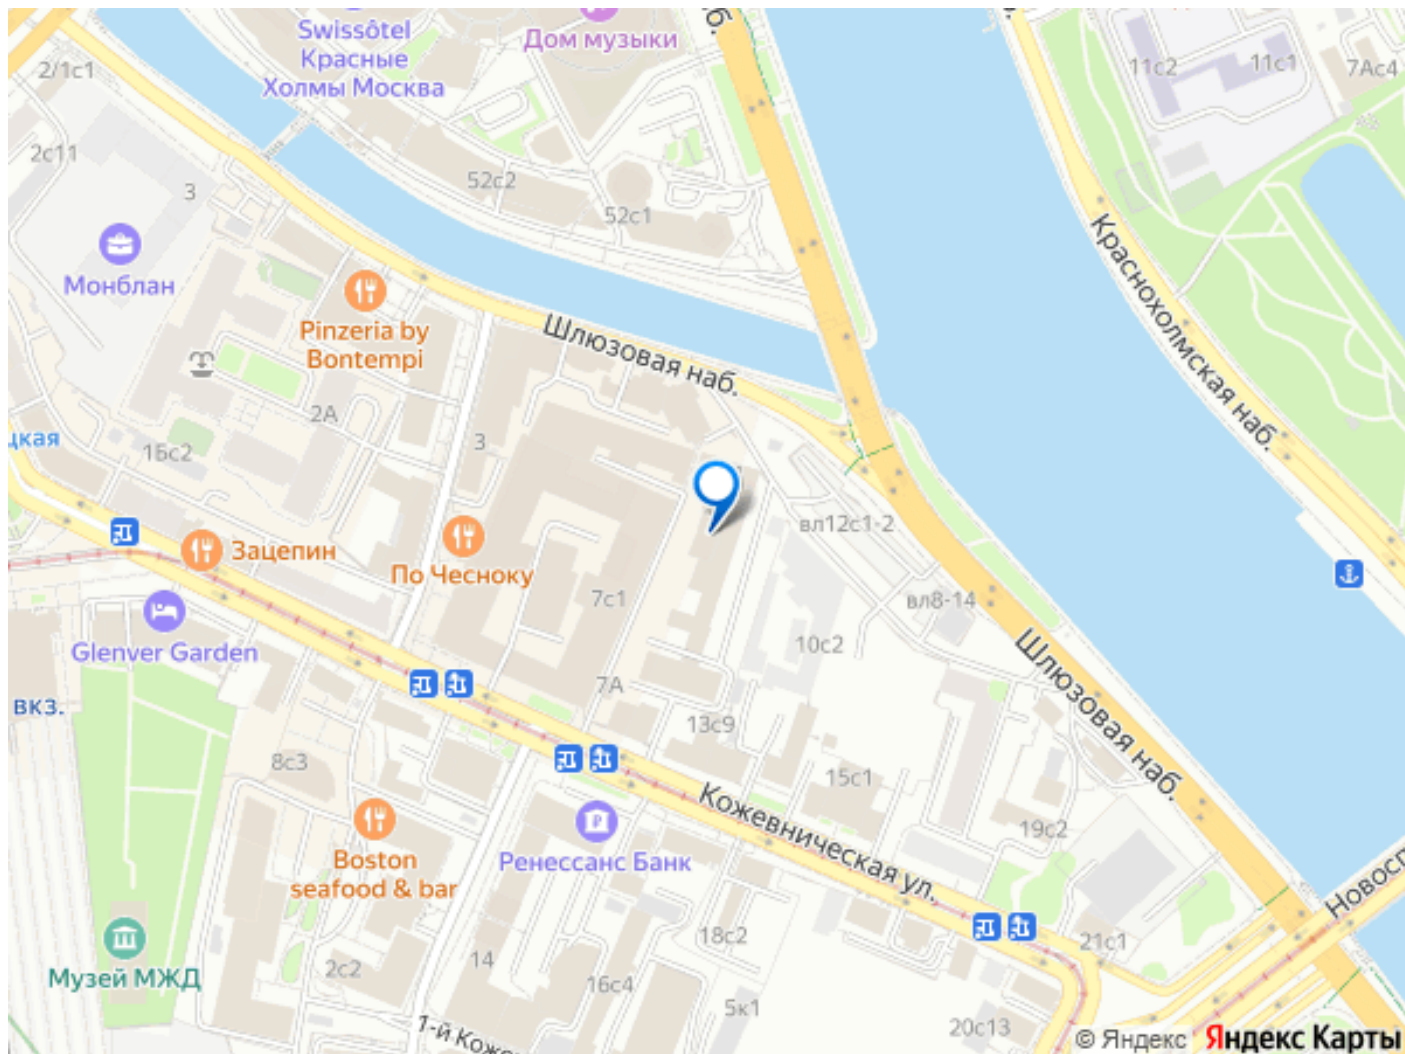 Swissôtel
Красные
Холмы Москва
Дом музыки
наб.
2/1с1
11с2
11с1
7Ас4
2с11
3
52с2
52с1
Монблан
Pinzeria by
Bontempi
Шлюзовая наб.
Краснохолмская наб.
2А
3
цкая
1Бс2
вл12с1-2
Зацепин
По Чесноку
7с1
вл8-14
10с2
Glenver Garden
Шлюзовая наб.
7А
вкз.
13с9
8с3
15с1
Кожевническая ул.
19с2
Ренессанс Банк
Boston
seafood & bar
Новосп
18с2
21с1
Музей МЖД
2с2
14
16с4
5к1
20с13
1-й Коже
© Яндекс Яндекс Карты